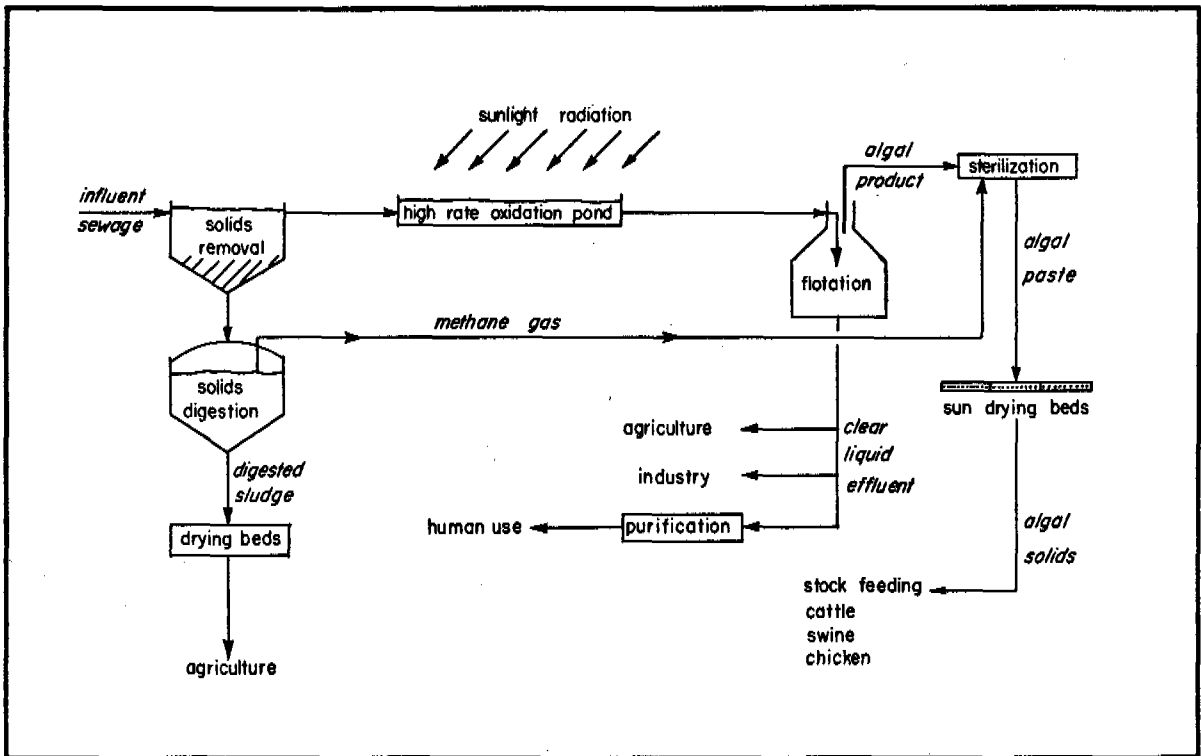 sunlight radiation
influent
sewage
solids
removal
high rate oxidation pond
algal
product
sterilization
flotation
algal
paste
methane gas
solids
digestion
sun drying beds
agriculture
clear
liquid
effluent
industry
digested
sludge
human use
purification
drying beds
algal
solids
stock feeding
cattle
swine
chicken
agriculture